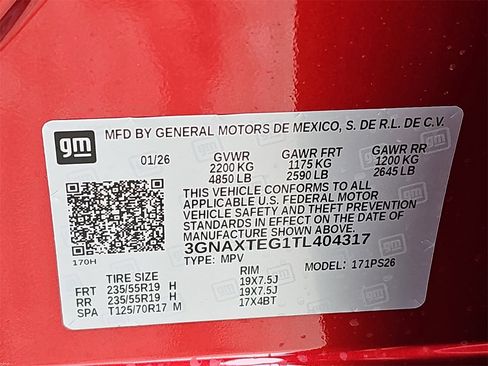 gm
MFD BY GENERAL MOTORS DE MEXICO, S. DE R.L. DE C.V.
01/26 GVWR GAWR FRT GAWR RR
2200 KG 1175 KG 1200 KG
4850 LB 2590 LB 2645 LB
THIS VEHICLE CONFORMS TO ALL
APPLICABLE U.S. FEDERAL MOTOR
VEHICLE SAFETY AND THEFT PREVENTION
STANDARDS IN EFFECT ON THE DATE OF
MANUFACTURE SHOWN ABOVE.
3GNAXTEG1TL404317
170H TYPE: MPV MODEL: 171PS26
TIRE SIZE RIM
FRT 235/55R19 H 19X7.5J
RR 235/55R19 H 19X7.5J
SPA T125/70R17 M 17X4BT